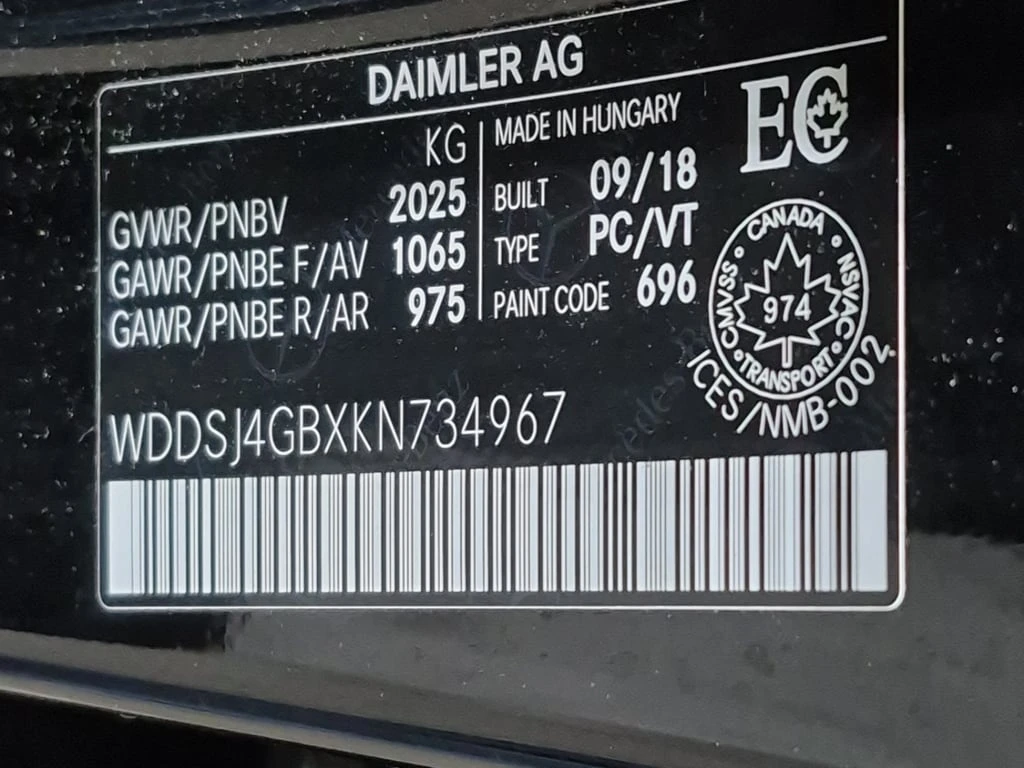 DAIMLER AG
KG
GVWR/PNBV 2025
GAWR/PNBE F/AV 1065
GAWR/PNBE R/AR 975
MADE IN HUNGARY
BUILT 09/18
TYPE PC/VT
PAINT CODE 696
EC
CANADA
CMVSS NSVAC
974
TRANSPORT
ICES/NMB-002
WDDSJ4GBXKN734967